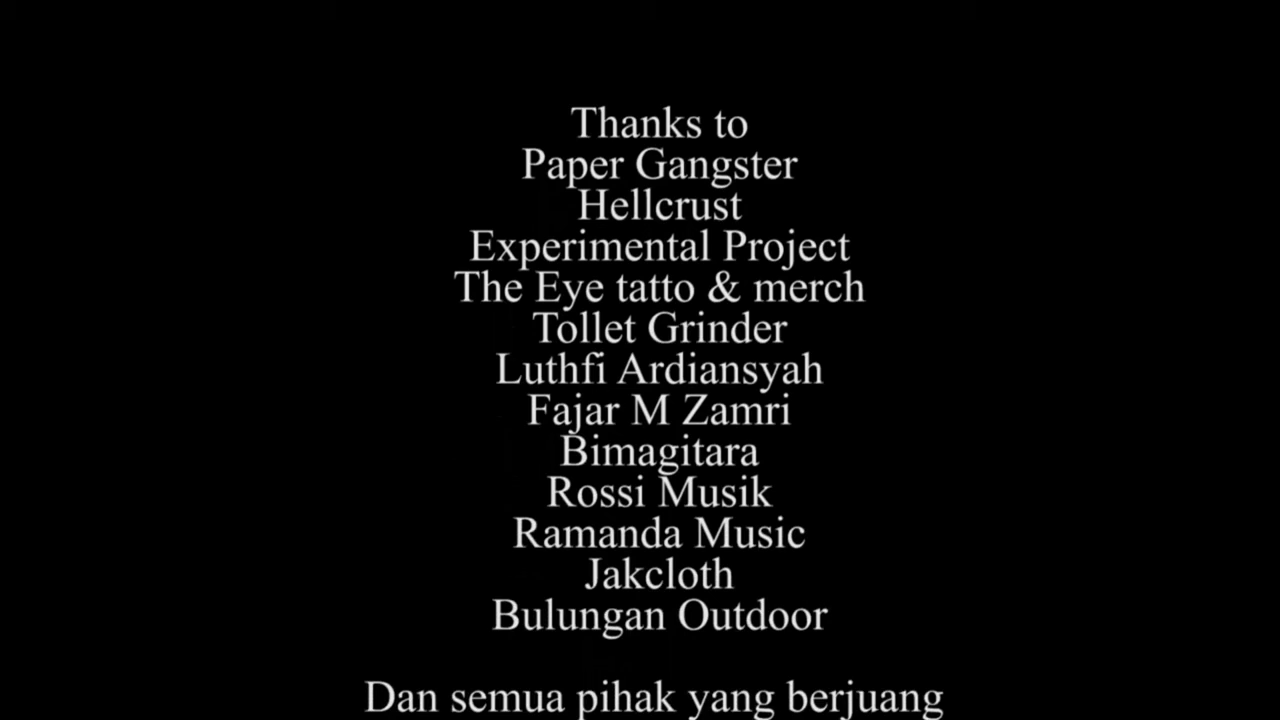 Thanks to
Paper Gangster
Hellcrust
Experimental Project
The Eye tatto & merch
Tollet Grinder
Luthfi Ardiansyah
Fajar M Zamri
Bimagitara
Rossi Musik
Ramanda Music
Jakcloth
Bulungan Outdoor
Dan semua pihak yang berjuang